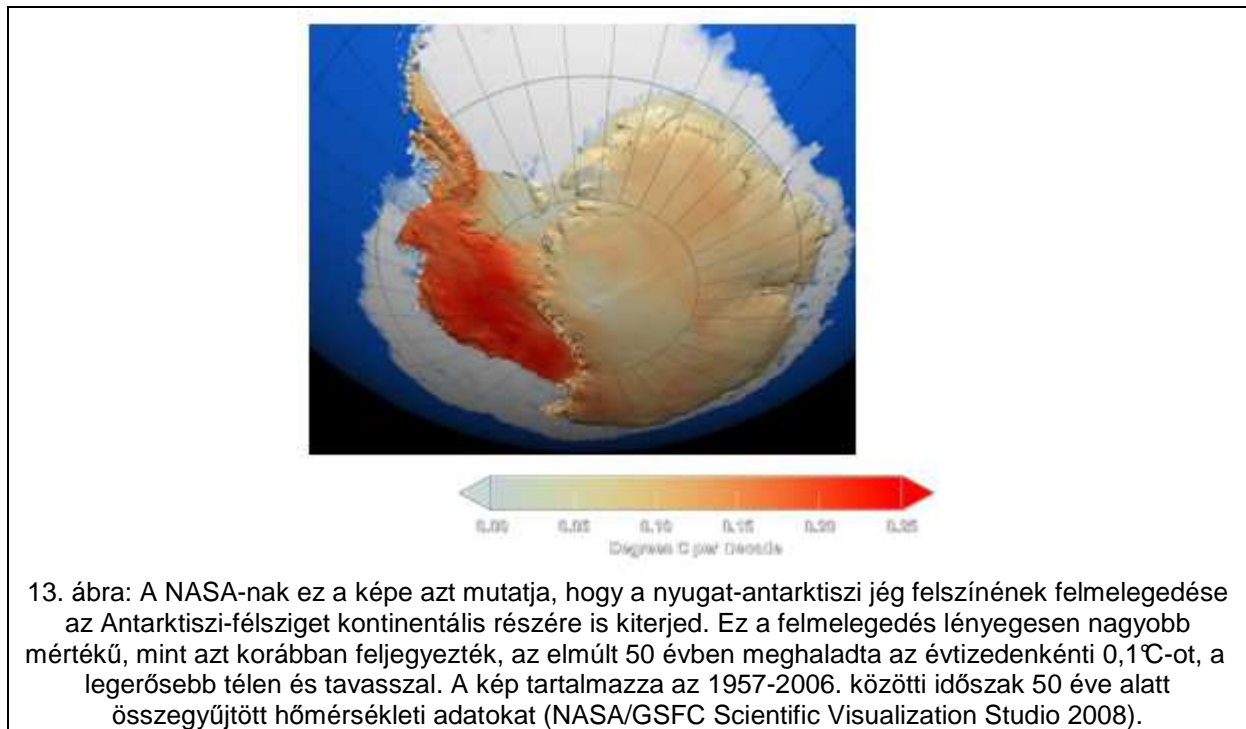 0.00 0.05 0.10 0.15 0.20 0.25
Degrees C per Decade
13. ábra: A NASA-nak ez a képe azt mutatja, hogy a nyugat-antarktiszi jég felszínének felmelegedése
az Antarktiszi-félsziget kontinentális részére is kiterjed. Ez a felmelegedés lényegesen nagyobb
mértékű, mint azt korábban feljegyezték, az elmúlt 50 évben meghaladta az évtizedenkénti 0,1°C-ot, a
legerősebb télen és tavasszal. A kép tartalmazza az 1957-2006. közötti időszak 50 éve alatt
összegyűjtött hőmérsékleti adatokat (NASA/GSFC Scientific Visualization Studio 2008).